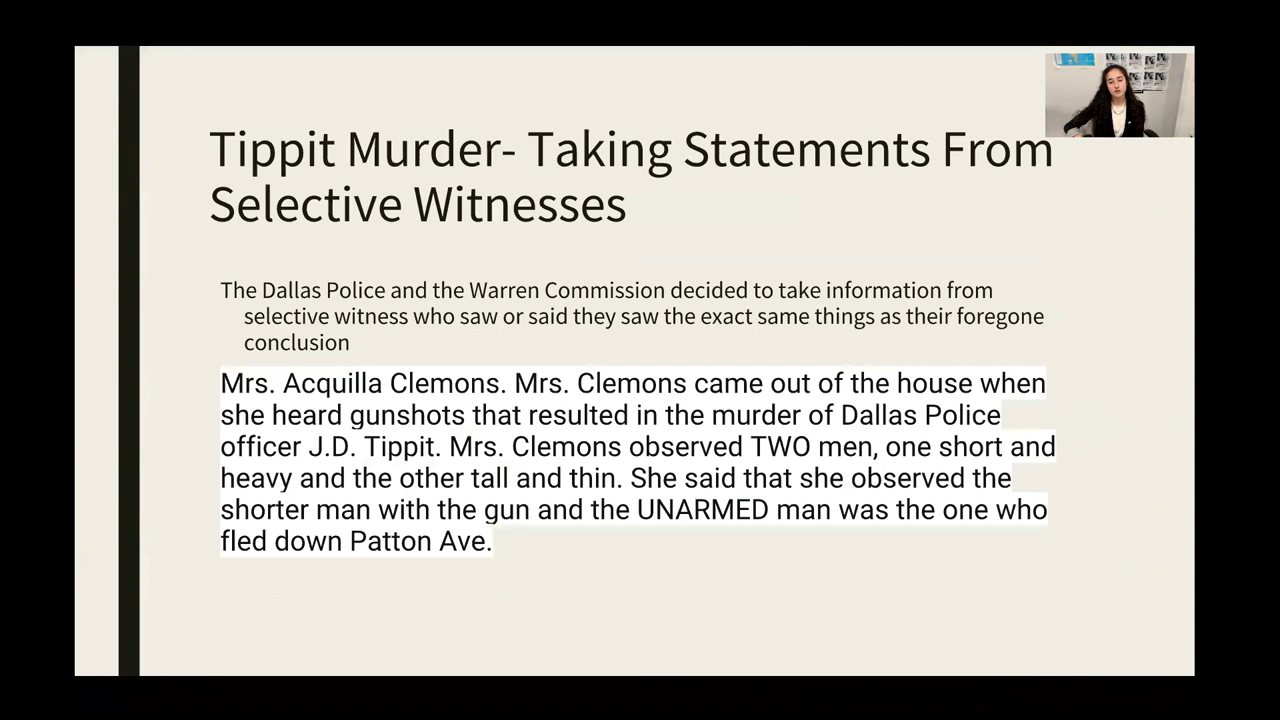 Tippit Murder- Taking Statements From
Selective Witnesses
The Dallas Police and the Warren Commission decided to take information from
selective witness who saw or said they saw the exact same things as their foregone
conclusion
Mrs. Acquilla Clemons. Mrs. Clemons came out of the house when
she heard gunshots that resulted in the murder of Dallas Police
officer J.D. Tippit. Mrs. Clemons observed TWO men, one short and
heavy and the other tall and thin. She said that she observed the
shorter man with the gun and the UNARMED man was the one who
fled down Patton Ave.